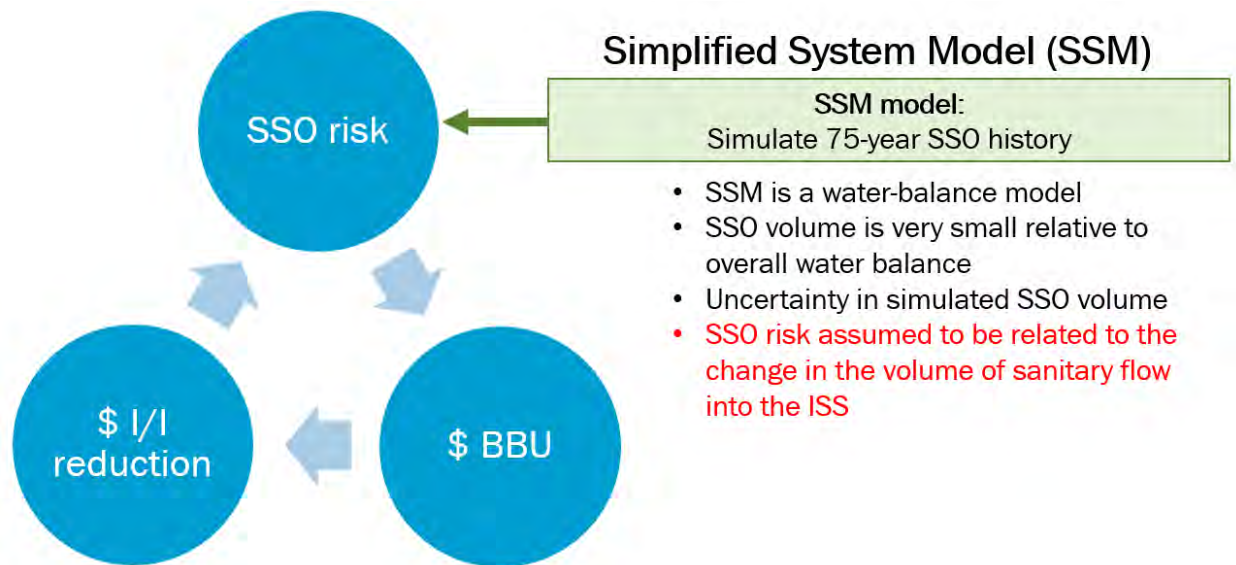 SSO risk
$ I/I
reduction
$ BBU
Simplified System Model (SSM)
SSM model:
Simulate 75-year SSO history
• SSM is a water-balance model
• SSO volume is very small relative to
overall water balance
• Uncertainty in simulated SSO volume
• SSO risk assumed to be related to the
change in the volume of sanitary flow
into the ISS